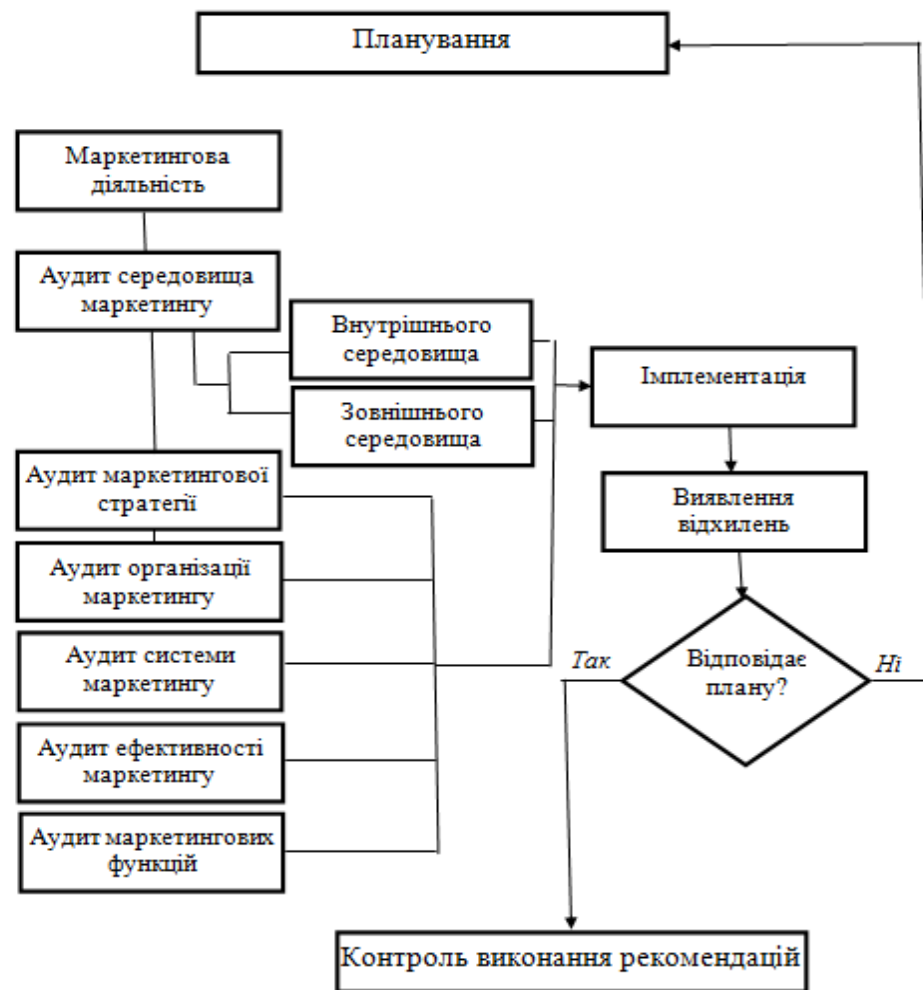 Планування
Маркетингова
діяльність
Аудит середовища
маркетингу
Внутрішнього
середовища
Зовнішнього
середовища
Імплементація
Аудит маркетингової
стратегії
Виявлення
відхилень
Аудит організації
маркетингу
Аудит системи
маркетингу
Так
Відповідає
плану?
Ні
Аудит ефективності
маркетингу
Аудит маркетингових
функцій
Контроль виконання рекомендацій